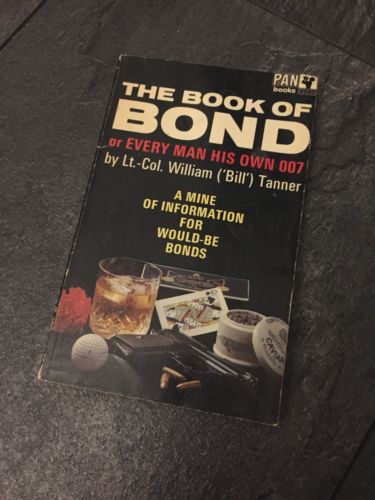 PAN
books
THE BOOK OF
BOND
or EVERY MAN HIS OWN 007
by Lt.-Col. William ('Bill') Tanner
A MINE
OF INFORMATION
FOR
WOULD-BE
BONDS
CAVIAR